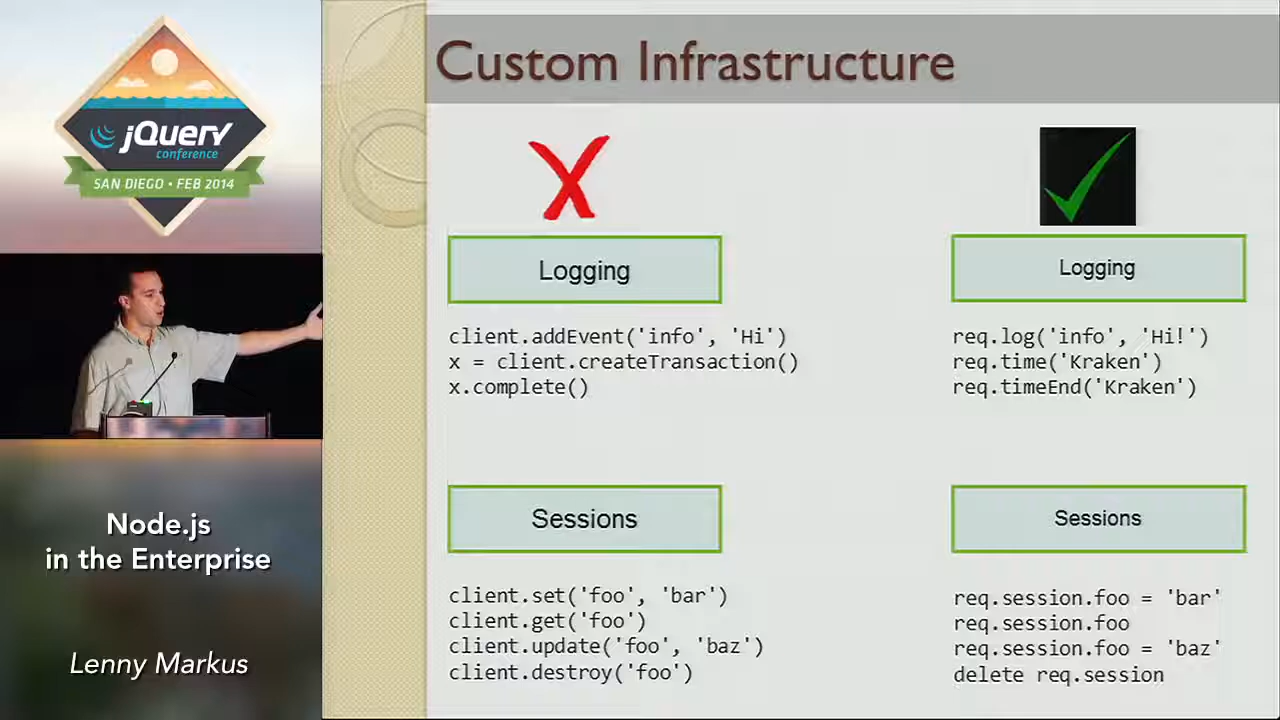 jQuery
conference
SAN DIEGO • FEB 2014
Node.js
in the Enterprise
Lenny Markus
Custom Infrastructure
Logging
client.addEvent('info', 'Hi')
x = client.createTransaction()
x.complete()
Sessions
client.set('foo', 'bar')
client.get('foo')
client.update('foo', 'baz')
client.destroy('foo')
Logging
req.log('info', 'Hi!')
req.time('Kraken')
req.timeEnd('Kraken')
Sessions
req.session.foo = 'bar'
req.session.foo
req.session.foo = 'baz'
delete req.session